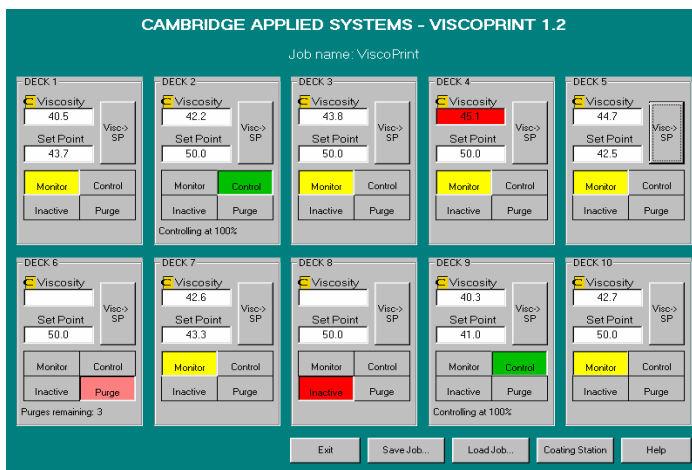 CAMBRIDGE APPLIED SYSTEMS - VISCOPRINT 1.2
Job name: ViscoPrint
DECK 1
C Viscosity
40.5
Set Point
43.7
Visc->
SP
Monitor Control
Inactive Purge
DECK 2
C Viscosity
42.2
Set Point
50.0
Visc->
SP
Monitor Control
Inactive Purge
Controlling at 100%
DECK 3
C Viscosity
43.8
Set Point
50.0
Visc->
SP
Monitor Control
Inactive Purge
DECK 4
C Viscosity
45.1
Set Point
50.0
Visc->
SP
Monitor Control
Inactive Purge
DECK 5
C Viscosity
44.7
Set Point
42.5
Visc->
SP
Monitor Control
Inactive Purge
DECK 6
C Viscosity
Set Point
50.0
Visc->
SP
Monitor Control
Inactive Purge
Purges remaining: 3
DECK 7
C Viscosity
42.6
Set Point
43.3
Visc->
SP
Monitor Control
Inactive Purge
DECK 8
C Viscosity
Set Point
50.0
Visc->
SP
Monitor Control
Inactive Purge
DECK 9
C Viscosity
40.3
Set Point
41.0
Visc->
SP
Monitor Control
Inactive Purge
Controlling at 100%
DECK 10
C Viscosity
42.7
Set Point
50.0
Visc->
SP
Monitor Control
Inactive Purge
Exit Save Job... Load Job... Coating Station Help